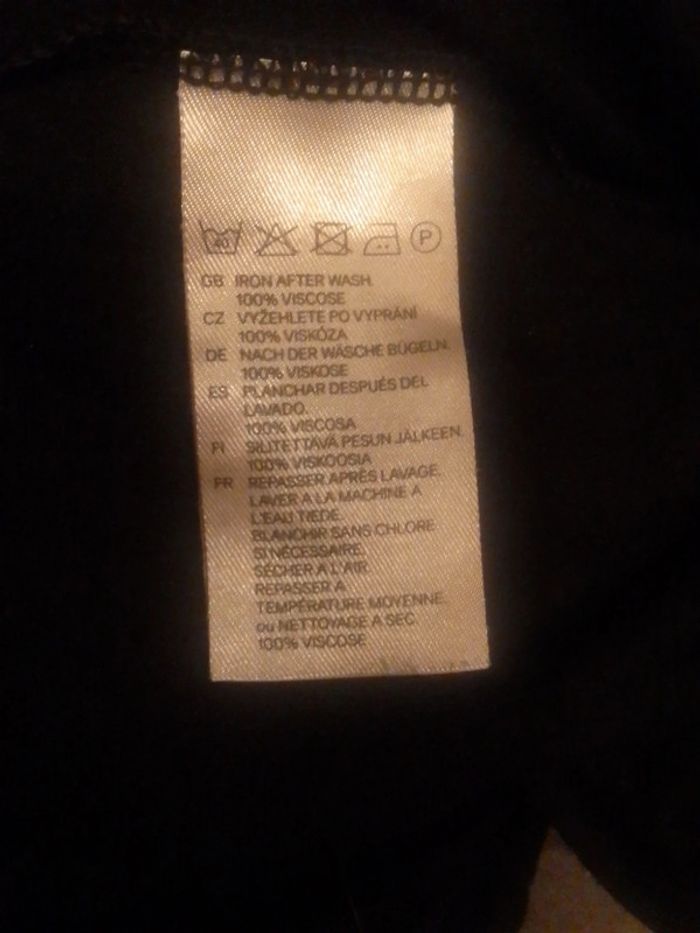 40 P
GB IRON AFTER WASH.
100% VISCOSE
CZ VYŽEHLETE PO VYPRÁNÍ
100% VISKÓZA
DE NACH DER WÄSCHE BÜGELN.
100% VISKOSE
ES PLANCHAR DESPUÉS DEL
LAVADO.
100% VISCOSA
FI SILITETTÄVÄ PESUN JÄLKEEN.
100% VISKOOSIA
FR REPASSER APRÈS LAVAGE.
LAVER A LA MACHINE A
L'EAU TIEDE.
BLANCHIR SANS CHLORE
SI NÉCESSAIRE.
SÉCHER A L'AIR.
REPASSER A
TEMPÉRATURE MOYENNE.
ou NETTOYAGE A SEC.
100% VISCOSE